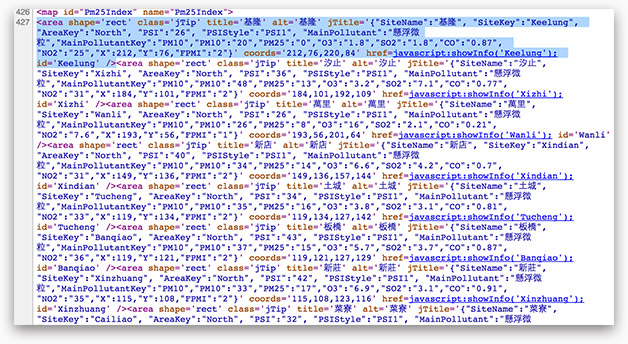 426 <map id="Pm25Index" name="Pm25Index">
427 <area shape='rect' class='jTip' title='基隆' alt='基隆' jTitle='{"SiteName":"基隆", "SiteKey":"Keelung",
"AreaKey":"North", "PSI":"26", "PSIStyle":"PSI1", "MainPollutant":"懸浮微
粒","MainPollutantKey":"PM10","PM10":"20","PM25":"0","O3":"1.8","SO2":"1.8","CO":"0.87",
"NO2":"25","X":212,"Y":76,"FPMI":"2"}' coords='212,76,220,84' href=javascript:showInfo('Keelung');
id='Keelung' /><area shape='rect' class='jTip' title='汐止' alt='汐止' jTitle='{"SiteName":"汐止",
"SiteKey":"Xizhi", "AreaKey":"North", "PSI":"36", "PSIStyle":"PSI1", "MainPollutant":"懸浮微
粒","MainPollutantKey":"PM10","PM10":"48","PM25":"13","O3":"3.2","SO2":"7.1","CO":"0.77",
"NO2":"31","X":184,"Y":101,"FPMI":"2"}' coords='184,101,192,109' href=javascript:showInfo('Xizhi');
id='Xizhi' /><area shape='rect' class='jTip' title='萬里' alt='萬里' jTitle='{"SiteName":"萬里",
"SiteKey":"Wanli", "AreaKey":"North", "PSI":"26", "PSIStyle":"PSI1", "MainPollutant":"懸浮微
粒","MainPollutantKey":"PM10","PM10":"26","PM25":"8","O3":"16","SO2":"2.1","CO":"0.21",
"NO2":"7.6","X":193,"Y":56,"FPMI":"1"}' coords='193,56,201,64' href=javascript:showInfo('Wanli'); id='Wanli'
/><area shape='rect' class='jTip' title='新店' alt='新店' jTitle='{"SiteName":"新店", "SiteKey":"Xindian",
"AreaKey":"North", "PSI":"40", "PSIStyle":"PSI1", "MainPollutant":"懸浮微
粒","MainPollutantKey":"PM10","PM10":"34","PM25":"14","O3":"6.6","SO2":"4.2","CO":"0.7",
"NO2":"31","X":149,"Y":136,"FPMI":"2"}' coords='149,136,157,144' href=javascript:showInfo('Xindian');
id='Xindian' /><area shape='rect' class='jTip' title='土城' alt='土城' jTitle='{"SiteName":"土城",
"SiteKey":"Tucheng", "AreaKey":"North", "PSI":"34", "PSIStyle":"PSI1", "MainPollutant":"懸浮微
粒","MainPollutantKey":"PM10","PM10":"35","PM25":"16","O3":"3.8","SO2":"3.1","CO":"0.81",
"NO2":"33","X":119,"Y":134,"FPMI":"2"}' coords='119,134,127,142' href=javascript:showInfo('Tucheng');
id='Tucheng' /><area shape='rect' class='jTip' title='板橋' alt='板橋' jTitle='{"SiteName":"板橋",
"SiteKey":"Banqiao", "AreaKey":"North", "PSI":"43", "PSIStyle":"PSI1", "MainPollutant":"懸浮微
粒","MainPollutantKey":"PM10","PM10":"37","PM25":"15","O3":"5.7","SO2":"3.7","CO":"0.87",
"NO2":"36","X":119,"Y":121,"FPMI":"2"}' coords='119,121,127,129' href=javascript:showInfo('Banqiao');
id='Banqiao' /><area shape='rect' class='jTip' title='新莊' alt='新莊' jTitle='{"SiteName":"新莊",
"SiteKey":"Xinzhuang", "AreaKey":"North", "PSI":"42", "PSIStyle":"PSI1", "MainPollutant":"懸浮微
粒","MainPollutantKey":"PM10","PM10":"33","PM25":"17","O3":"6.9","SO2":"3.1","CO":"0.91",
"NO2":"35","X":115,"Y":108,"FPMI":"2"}' coords='115,108,123,116' href=javascript:showInfo('Xinzhuang');
id='Xinzhuang' /><area shape='rect' class='jTip' title='菜寮' alt='菜寮' jTitle='{"SiteName":"菜寮",
"SiteKey":"Cailiao", "AreaKey":"North", "PSI":"32", "PSIStyle":"PSI1", "MainPollutant":"懸浮微